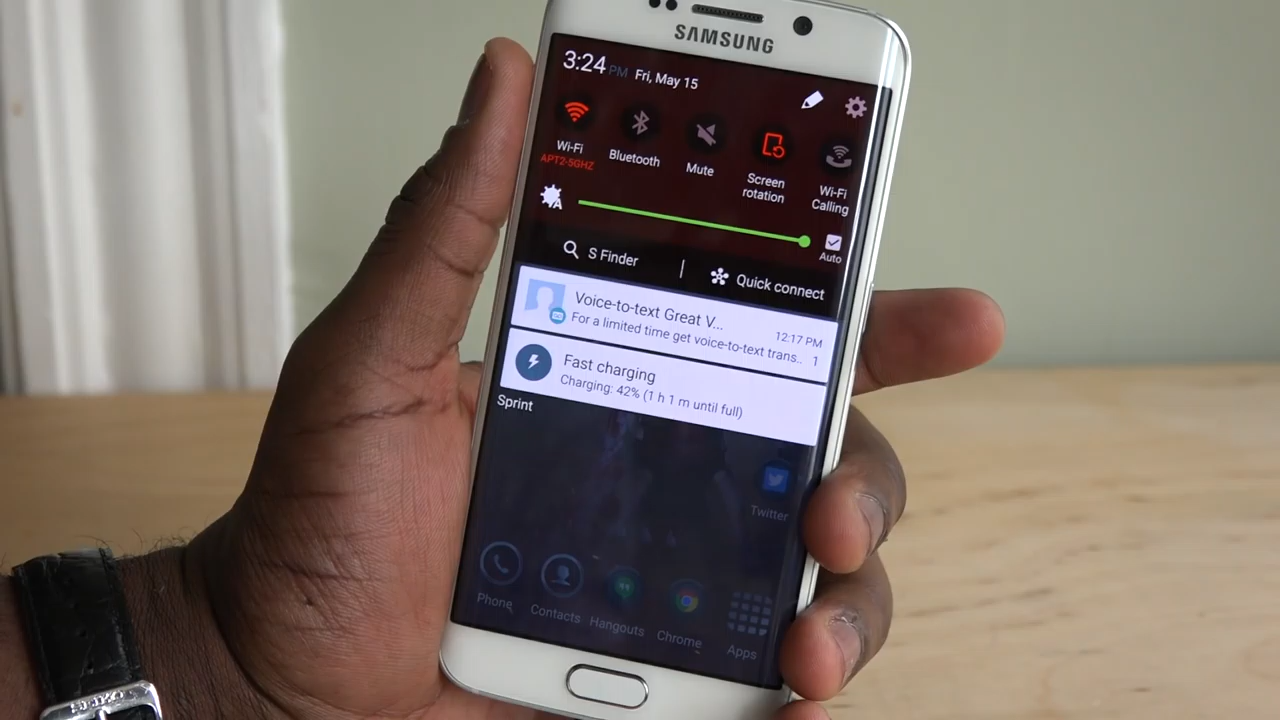 SAMSUNG
3:24 PM Fri, May 15
Wi-Fi
APT2-5GHZ
Bluetooth
Mute
Screen
rotation
Wi-Fi
Calling
A
Auto
S Finder
Quick connect
Voice-to-text Great V...
12:17 PM
For a limited time get voice-to-text trans.. 1
Fast charging
Charging: 42% (1 h 1 m until full)
Sprint
Twitter
Phone
Contacts
Hangouts
Chrome
Apps